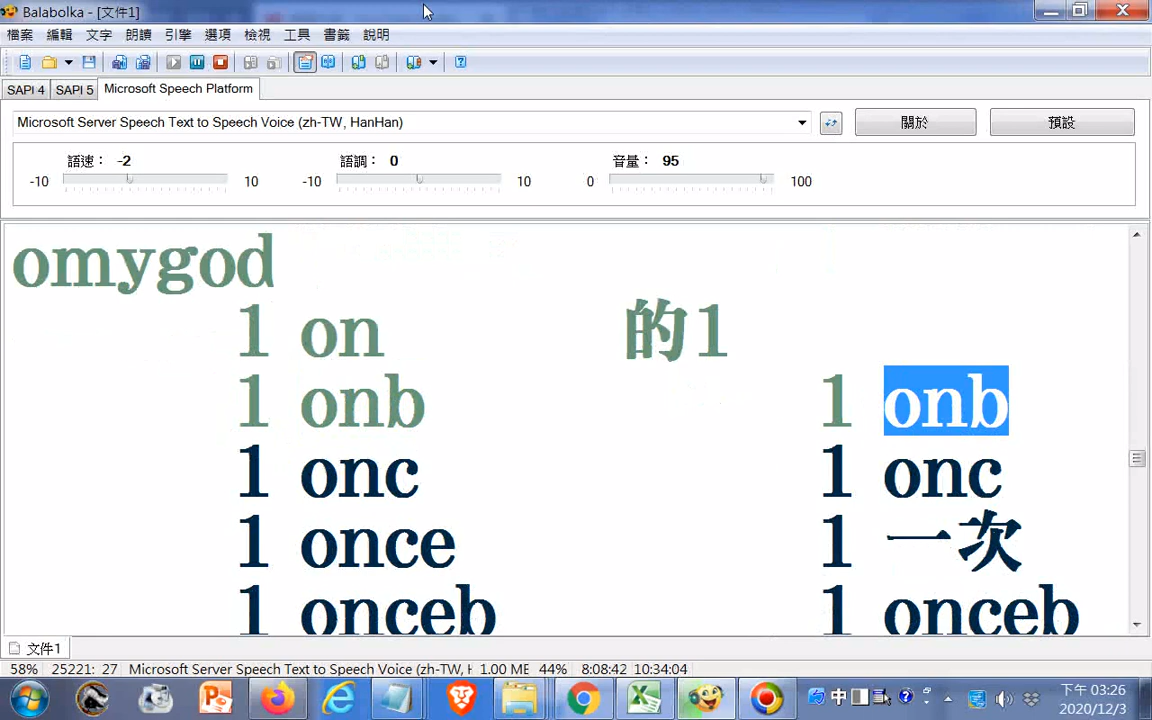 Balabolka - [文件1]
檔案 編輯 文字 朗讀 引擎 選項 檢視 工具 書籤 說明
SAPI 4 SAPI 5 Microsoft Speech Platform
Microsoft Server Speech Text to Speech Voice (zh-TW, HanHan) 關於 預設
語速： -2 語調： 0 音量： 95
-10 10 -10 10 0 100
omygod
1 on 的1
1 onb 1 onb
1 onc 1 onc
1 once 1 一次
1 onceb 1 onceb
文件1
58% 25221: 27 Microsoft Server Speech Text to Speech Voice (zh-TW, 1.00 ME 44% 8:08:42 10:34:04
中 下午 03:26
2020/12/3